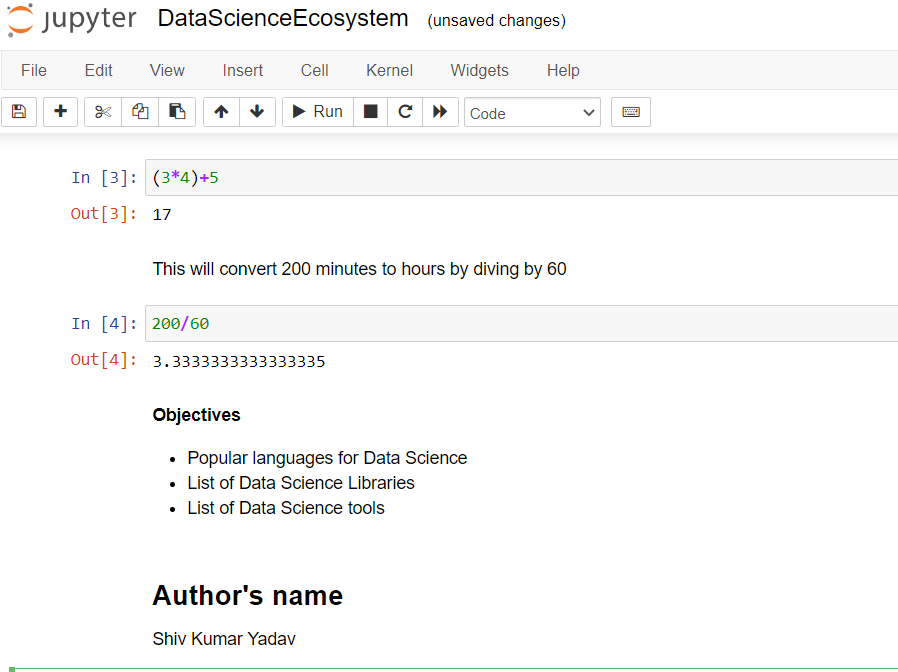 jupyter DataScienceEcosystem (unsaved changes)
File Edit View Insert Cell Kernel Widgets Help
Run Code
In [3]: (3*4)+5
Out[3]: 17
This will convert 200 minutes to hours by diving by 60
In [4]: 200/60
Out[4]: 3.3333333333333335
Objectives
• Popular languages for Data Science
• List of Data Science Libraries
• List of Data Science tools
Author's name
Shiv Kumar Yadav